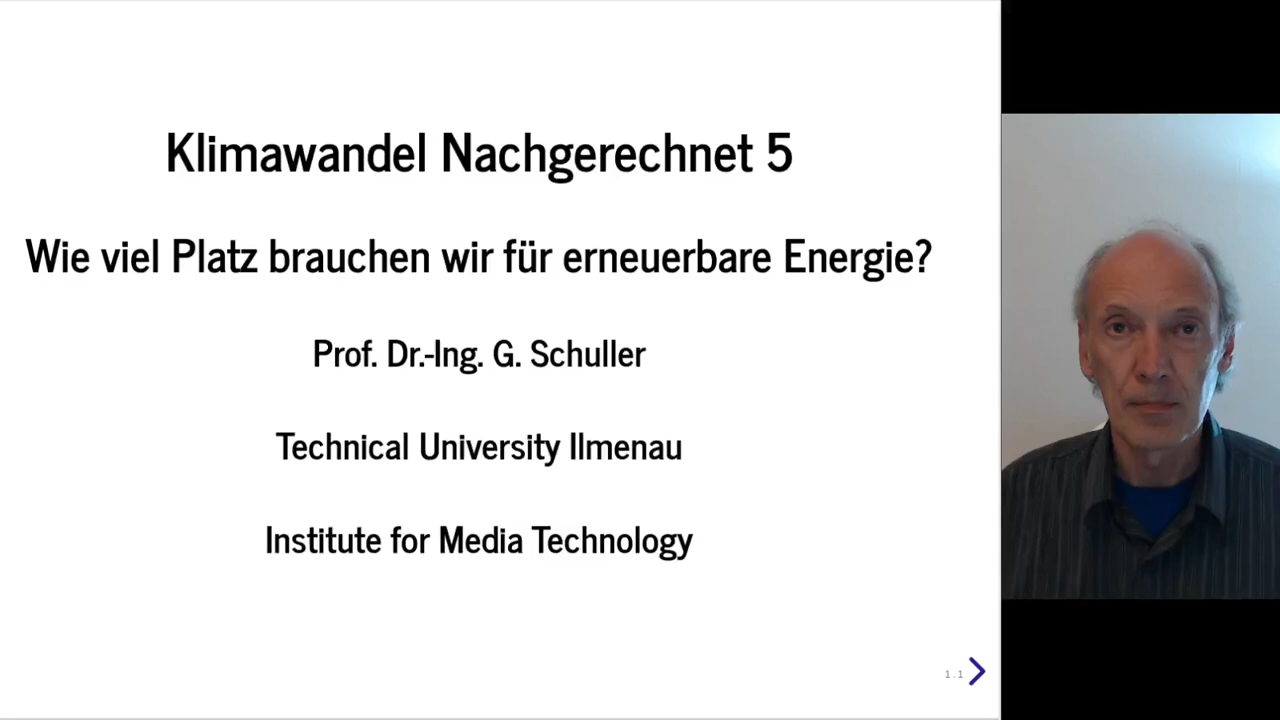 Klimawandel Nachgerechnet 5
Wie viel Platz brauchen wir für erneuerbare Energie?
Prof. Dr.-Ing. G. Schuller
Technical University Ilmenau
Institute for Media Technology
1.1